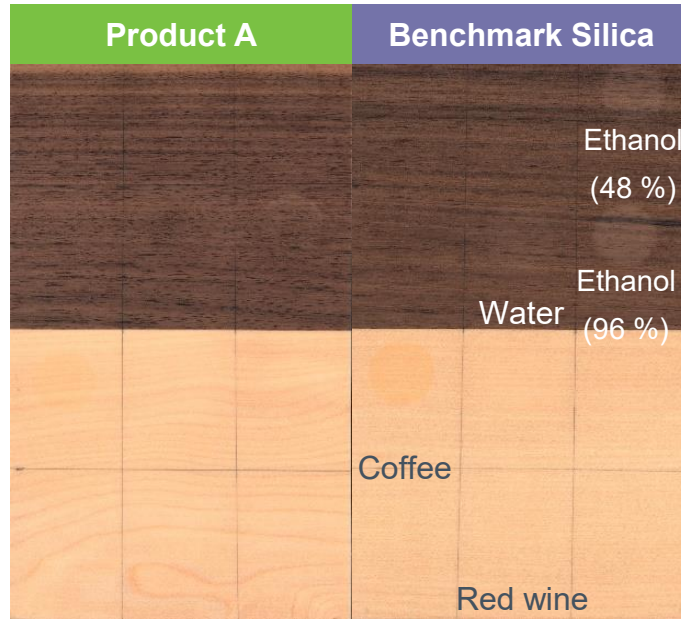 Product A
Benchmark Silica
Ethanol
(48 %)
Ethanol
(96 %)
Water
Coffee
Red wine